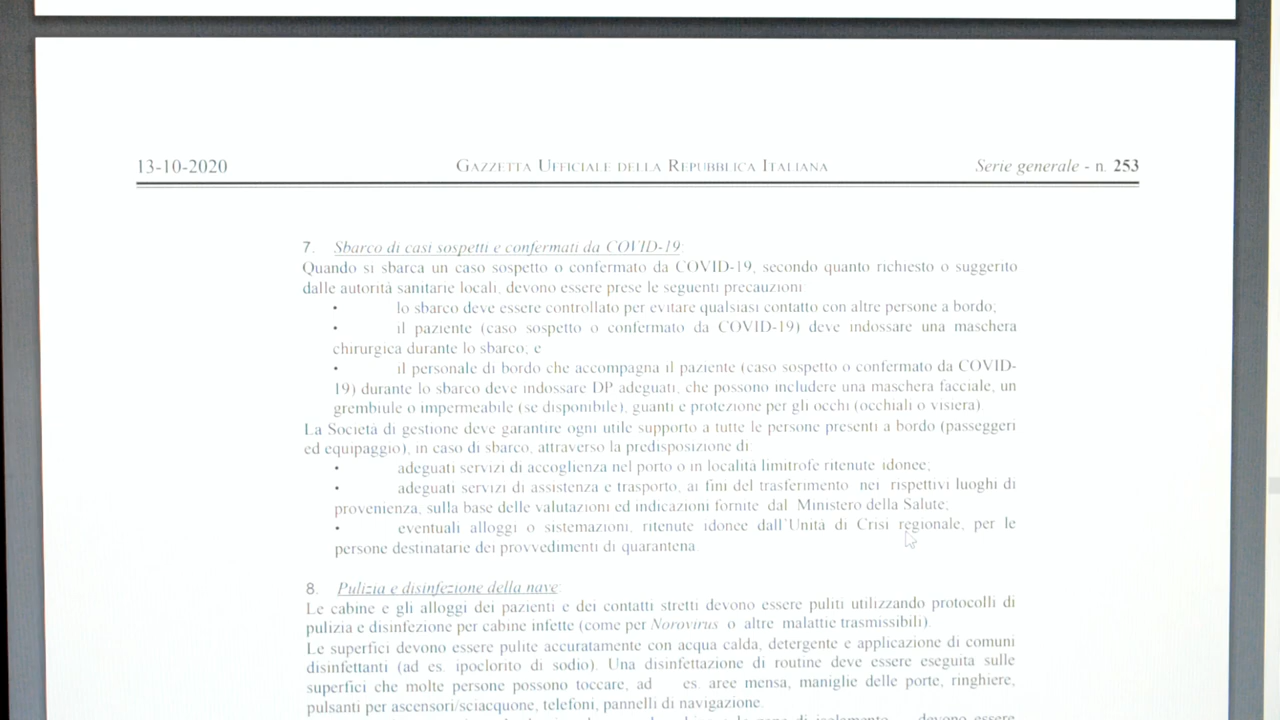 13-10-2020 GAZZETTA UFFICIALE DELLA REPUBBLICA ITALIANA Serie generale - n. 253
7. Sbarco di casi sospetti e confermati da COVID-19:
Quando si sbarca un caso sospetto o confermato da COVID-19, secondo quanto richiesto o suggerito
dalle autorità sanitarie locali, devono essere prese le seguenti precauzioni
• lo sbarco deve essere controllato per evitare qualsiasi contatto con altre persone a bordo;
• il paziente (caso sospetto o confermato da COVID-19) deve indossare una maschera
chirurgica durante lo sbarco; e
• il personale di bordo che accompagna il paziente (caso sospetto o confermato da COVID-
19) durante lo sbarco deve indossare DP adeguati, che possono includere una maschera facciale, un
grembiule o impermeabile (se disponibile), guanti e protezione per gli occhi (occhiali o visiera)
La Società di gestione deve garantire ogni utile supporto a tutte le persone presenti a bordo (passeggeri
ed equipaggio), in caso di sbarco, attraverso la predisposizione di
• adeguati servizi di accoglienza nel porto o in località limitrofe ritenute idonee;
• adeguati servizi di assistenza e trasporto, ai fini del trasferimento nei rispettivi luoghi di
provenienza, sulla base delle valutazioni ed indicazioni fornite dal Ministero della Salute;
• eventuali alloggi o sistemazioni, ritenute idonee dall'Unità di Crisi regionale, per le
persone destinatarie dei provvedimenti di quarantena
8. Pulizia e disinfezione della nave:
Le cabine e gli alloggi dei pazienti e dei contatti stretti devono essere puliti utilizzando protocolli di
pulizia e disinfezione per cabine infette (come per Norovirus o altre malattie trasmissibili).
Le superfici devono essere pulite accuratamente con acqua calda, detergente e applicazione di comuni
disinfettanti (ad es. ipoclorito di sodio). Una disinfettazione di routine deve essere eseguita sulle
superfici che molte persone possono toccare, ad es. aree mensa, maniglie delle porte, ringhiere,
pulsanti per ascensori/sciacquone, telefoni, pannelli di navigazione.